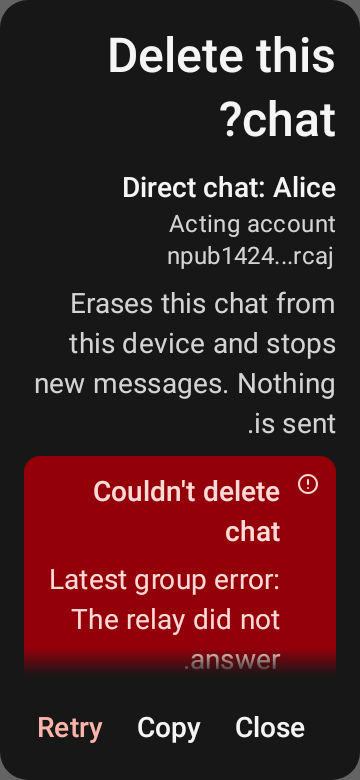 Delete this
?chat
Direct chat: Alice
Acting account
npub1424...rcaj
Erases this chat from
this device and stops
new messages. Nothing
.is sent
Couldn't delete
chat
Latest group error:
The relay did not
.answer
Retry Copy Close